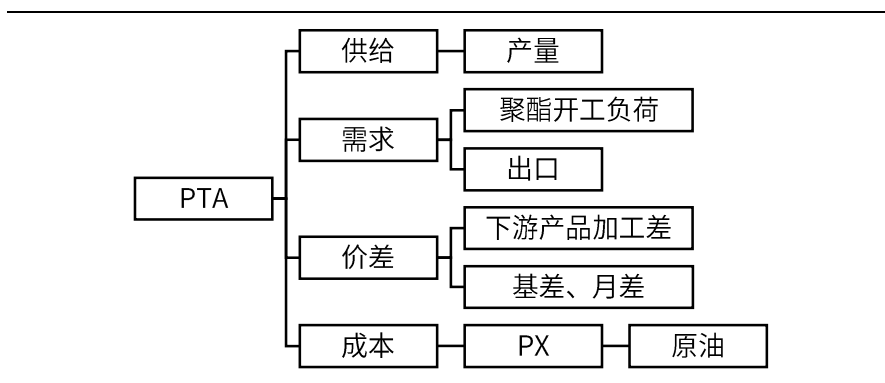 供给
产量
聚酯开工负荷
需求
出口
PTA
下游产品加工差
价差
基差、月差
成本
PX
原油